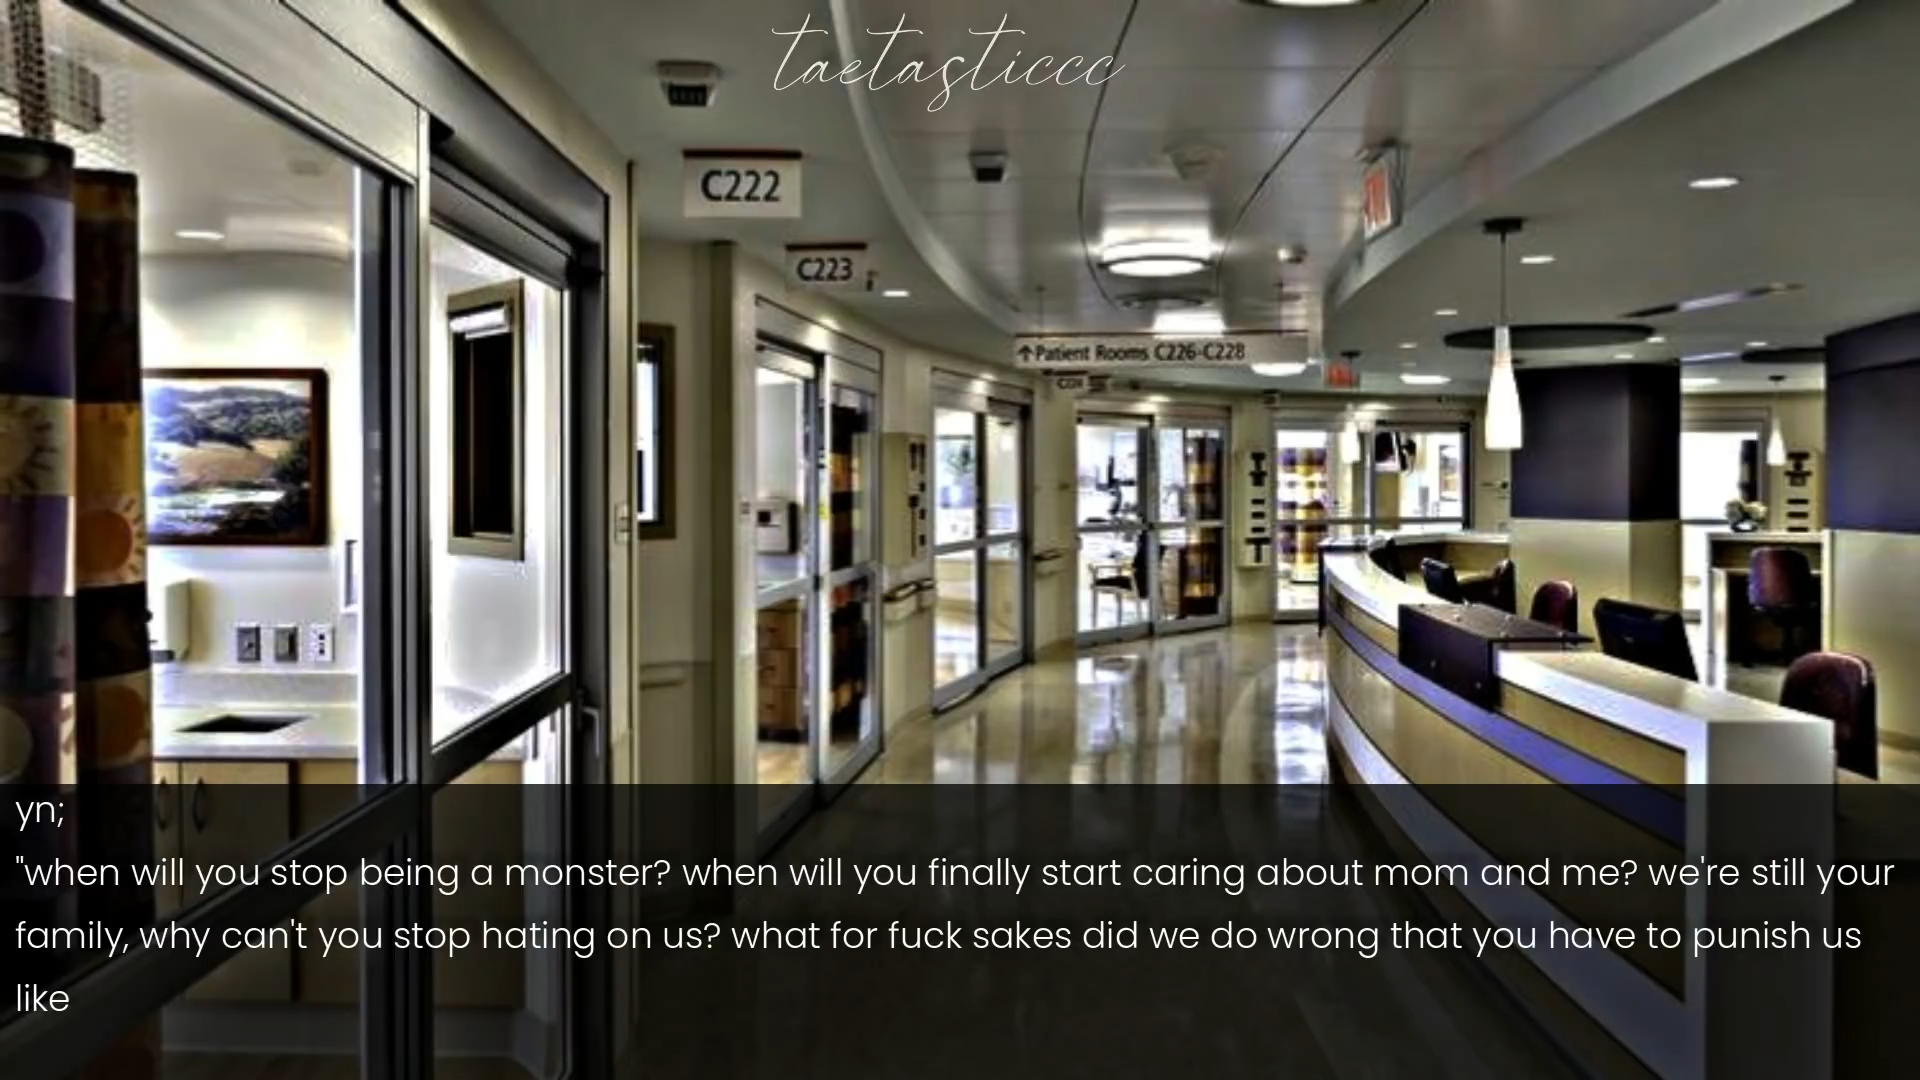 taetasticcc
C222
C223
↑Patient Rooms C226-C228
yn;
"when will you stop being a monster? when will you finally start caring about mom and me? we're still your
family, why can't you stop hating on us? what for fuck sakes did we do wrong that you have to punish us
like